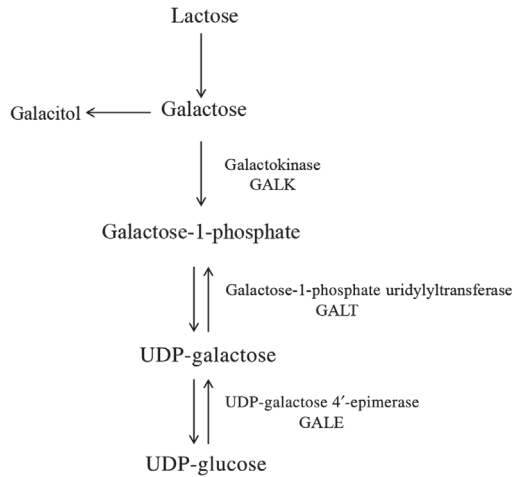 Lactose
Galacitol
Galactose
Galactokinase
GALK
Galactose-1-phosphate
Galactose-1-phosphate uridylyltransferase
GALT
UDP-galactose
UDP-galactose 4′-epimerase
GALE
UDP-glucose